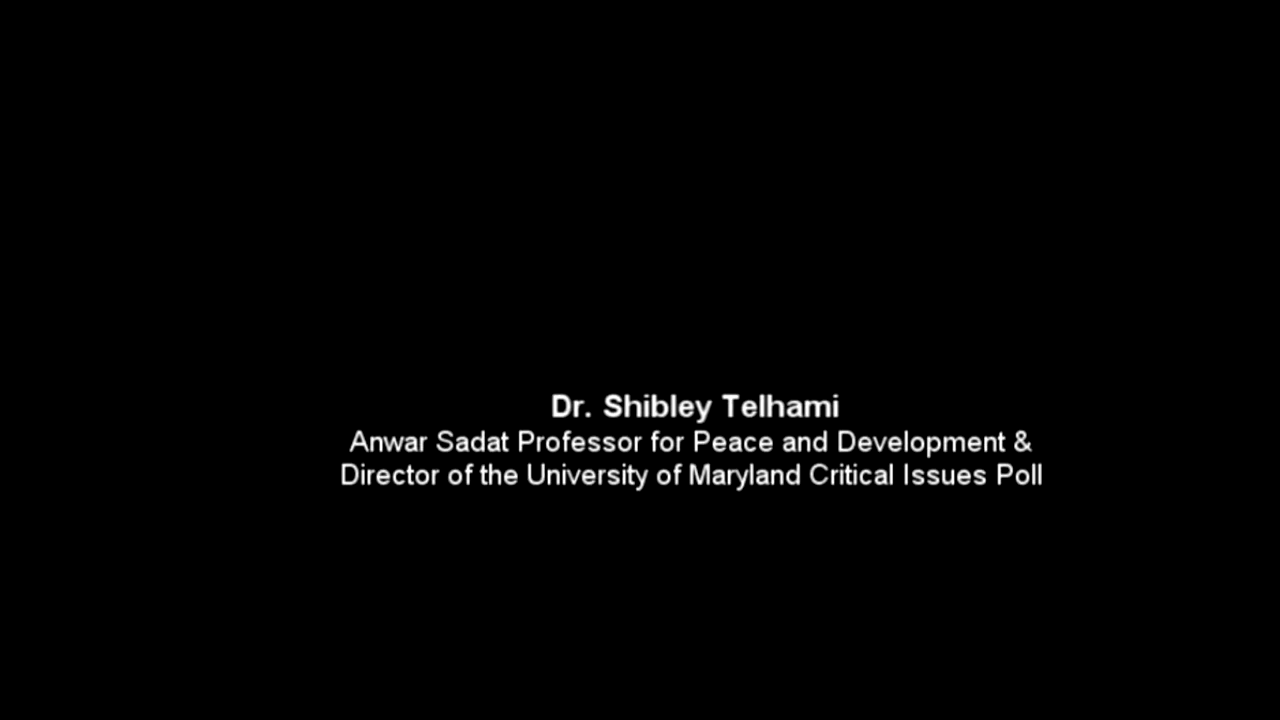 Dr. Shibley Telhami
Anwar Sadat Professor for Peace and Development &
Director of the University of Maryland Critical Issues Poll